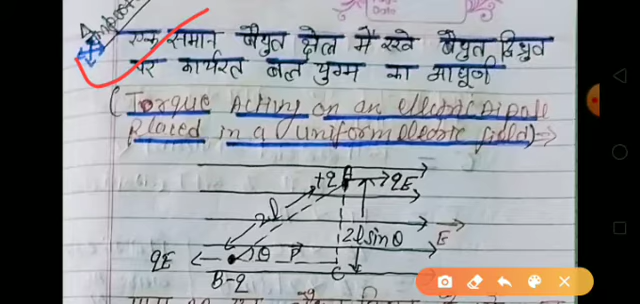 Date
एक समान वैद्युत क्षेत्र में रखे वैद्युत द्विध्रुव
पर कार्यरत बल युग्म का आघूर्ण
(Torque Acting on an electric Dipole
Placed in a uniform electric field)→
+q A → qE
2l
2l sinθ
E
qE ← θ P
B-q C